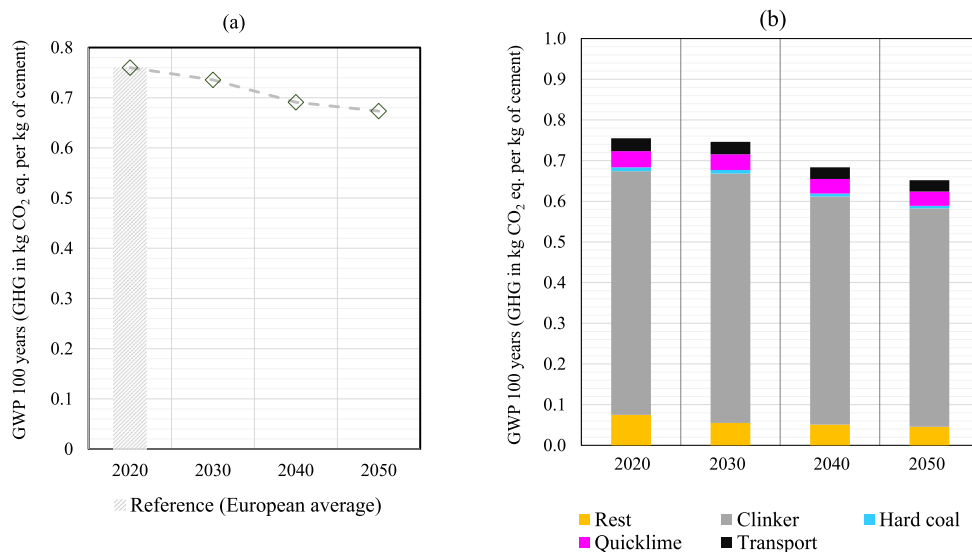 (a)
GWP 100 years (GHG in kg CO₂ eq. per kg of cement)
0.8
0.7
0.6
0.5
0.4
0.3
0.2
0.1
0
2020 2030 2040 2050
Reference (European average)
(b)
GWP 100 years (GHG in kg CO₂ eq. per kg of cement)
1.0
0.9
0.8
0.7
0.6
0.5
0.4
0.3
0.2
0.1
0.0
2020 2030 2040 2050
Rest Clinker Hard coal
Quicklime Transport